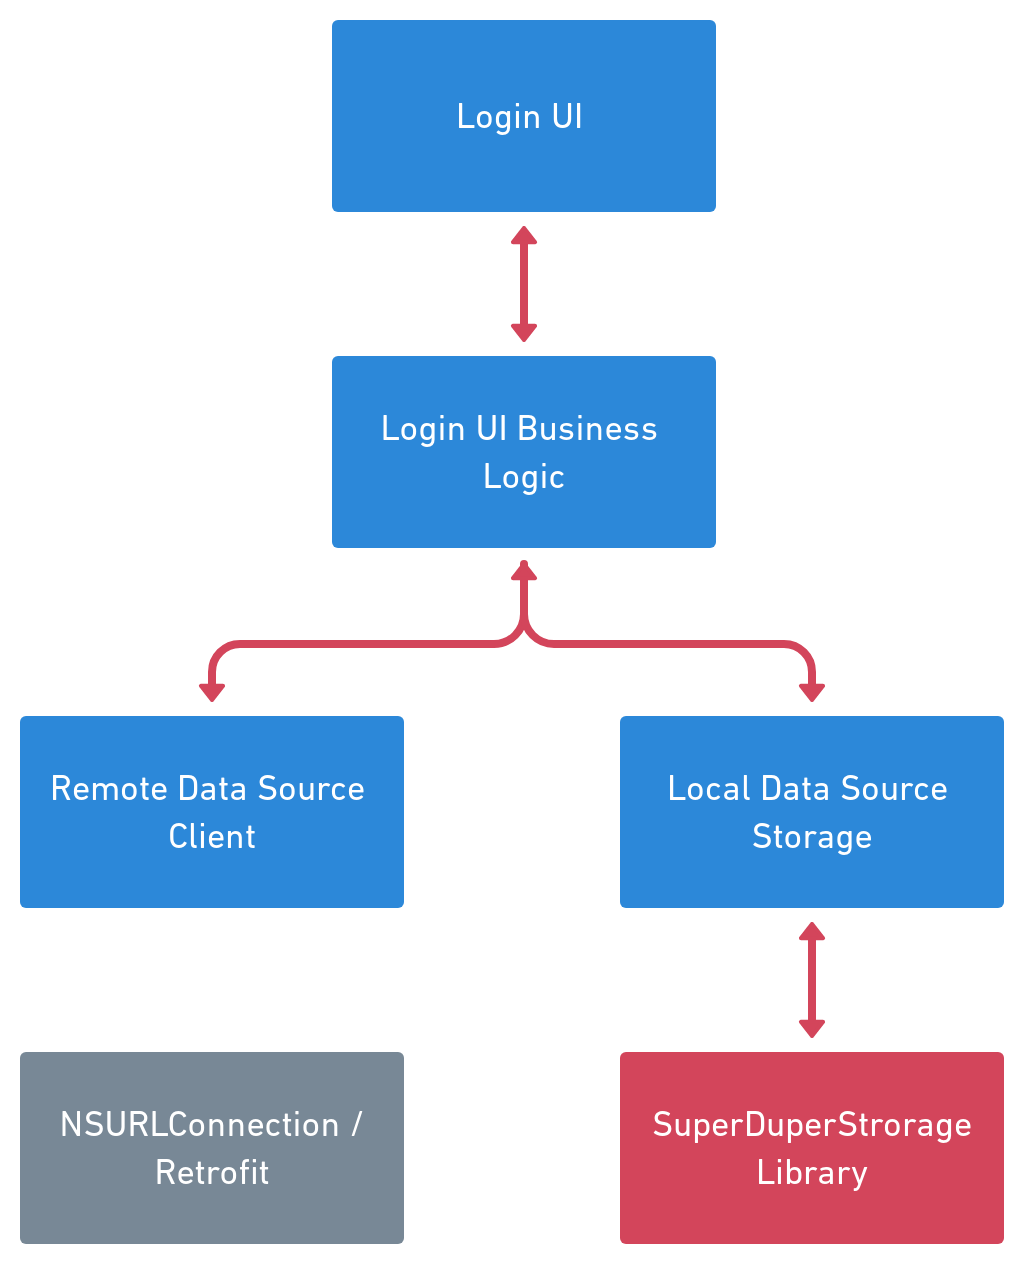 Login UI
Login UI Business
Logic
Remote Data Source
Client
Local Data Source
Storage
NSURLConnection /
Retrofit
SuperDuperStrorage
Library